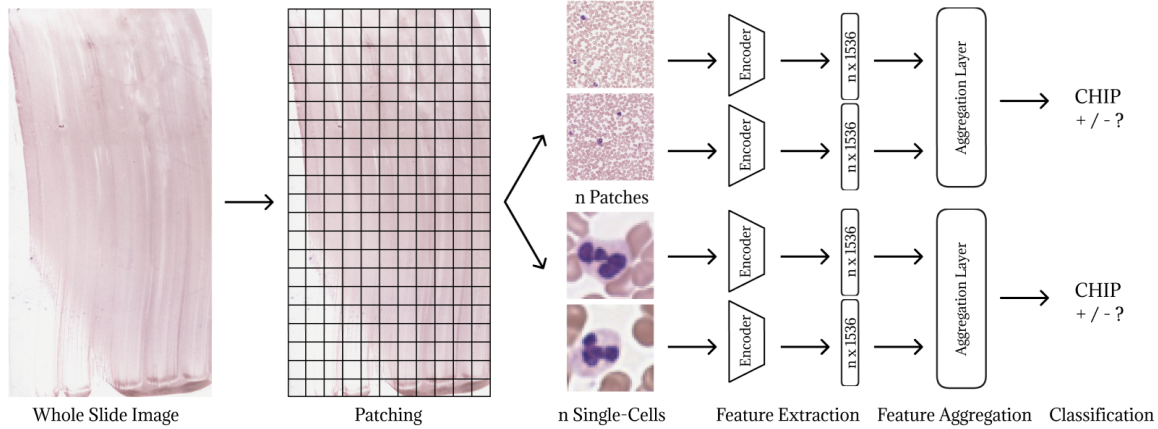 Encoder
n x 1536
Encoder
n x 1536
Aggregation Layer
CHIP
+ / - ?
n Patches
Encoder
n x 1536
Encoder
n x 1536
Aggregation Layer
CHIP
+ / - ?
Whole Slide Image
Patching
n Single-Cells
Feature Extraction
Feature Aggregation
Classification